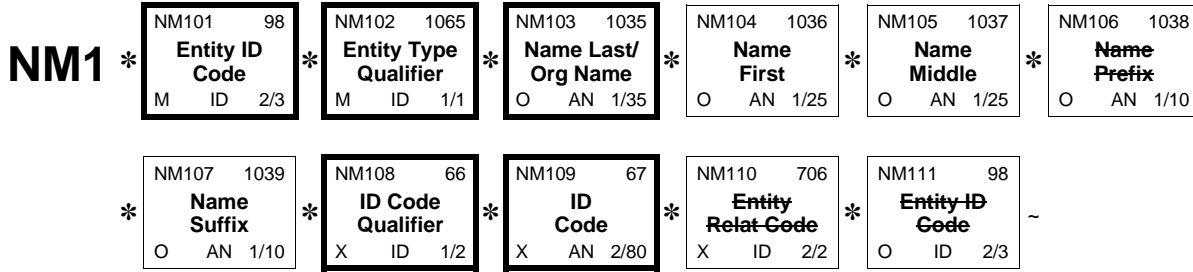 NM1 * NM101 98 * NM102 1065 * NM103 1035 * NM104 1036 * NM105 1037 * NM106 1038
Entity ID Entity Type Name Last/ Name Name Name
Code Qualifier Org Name First Middle Prefix
M ID 2/3 M ID 1/1 O AN 1/35 O AN 1/25 O AN 1/25 O AN 1/10
* NM107 1039 * NM108 66 * NM109 67 * NM110 706 * NM111 98 ~
Name ID Code ID Entity Entity ID
Suffix Qualifier Code Relat Code Code
O AN 1/10 X ID 1/2 X AN 2/80 X ID 2/2 O ID 2/3